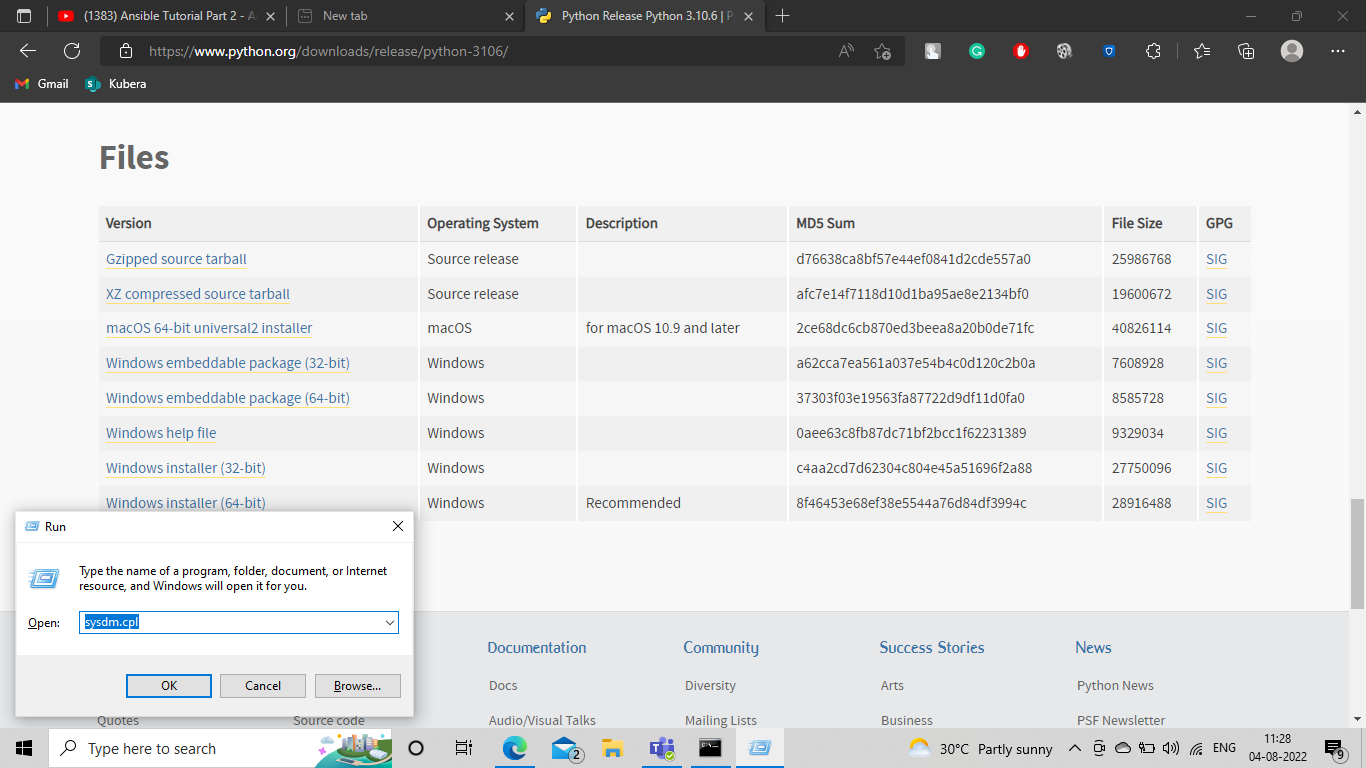 (1383) Ansible Tutorial Part 2 - A
New tab
Python Release Python 3.10.6 | P
https://www.python.org/downloads/release/python-3106/
Gmail
Kubera
Files
Version Operating System Description MD5 Sum File Size GPG
Gzipped source tarball Source release d76638ca8bf57e44ef0841d2cde557a0 25986768 SIG
XZ compressed source tarball Source release afc7e14f7118d10d1ba95ae8e2134bf0 19600672 SIG
macOS 64-bit universal2 installer macOS for macOS 10.9 and later 2ce68dc6cb870ed3beea8a20b0de71fc 40826114 SIG
Windows embeddable package (32-bit) Windows a62cca7ea561a037e54b4c0d120c2b0a 7608928 SIG
Windows embeddable package (64-bit) Windows 37303f03e19563fa87722d9df11d0fa0 8585728 SIG
Windows help file Windows 0aee63c8fb87dc71bf2bcc1f62231389 9329034 SIG
Windows installer (32-bit) Windows c4aa2cd7d62304c804e45a51696f2a88 27750096 SIG
Windows installer (64-bit) Windows Recommended 8f46453e68ef38e5544a76d84df3994c 28916488 SIG
Run
Type the name of a program, folder, document, or Internet
resource, and Windows will open it for you.
Open: sysdm.cpl
OK Cancel Browse...
Documentation Community Success Stories News
Docs Diversity Arts Python News
Quotes Source code Audio/Visual Talks Mailing Lists Business PSF Newsletter
Type here to search
2
30°C Partly sunny
ENG
11:28
04-08-2022
9